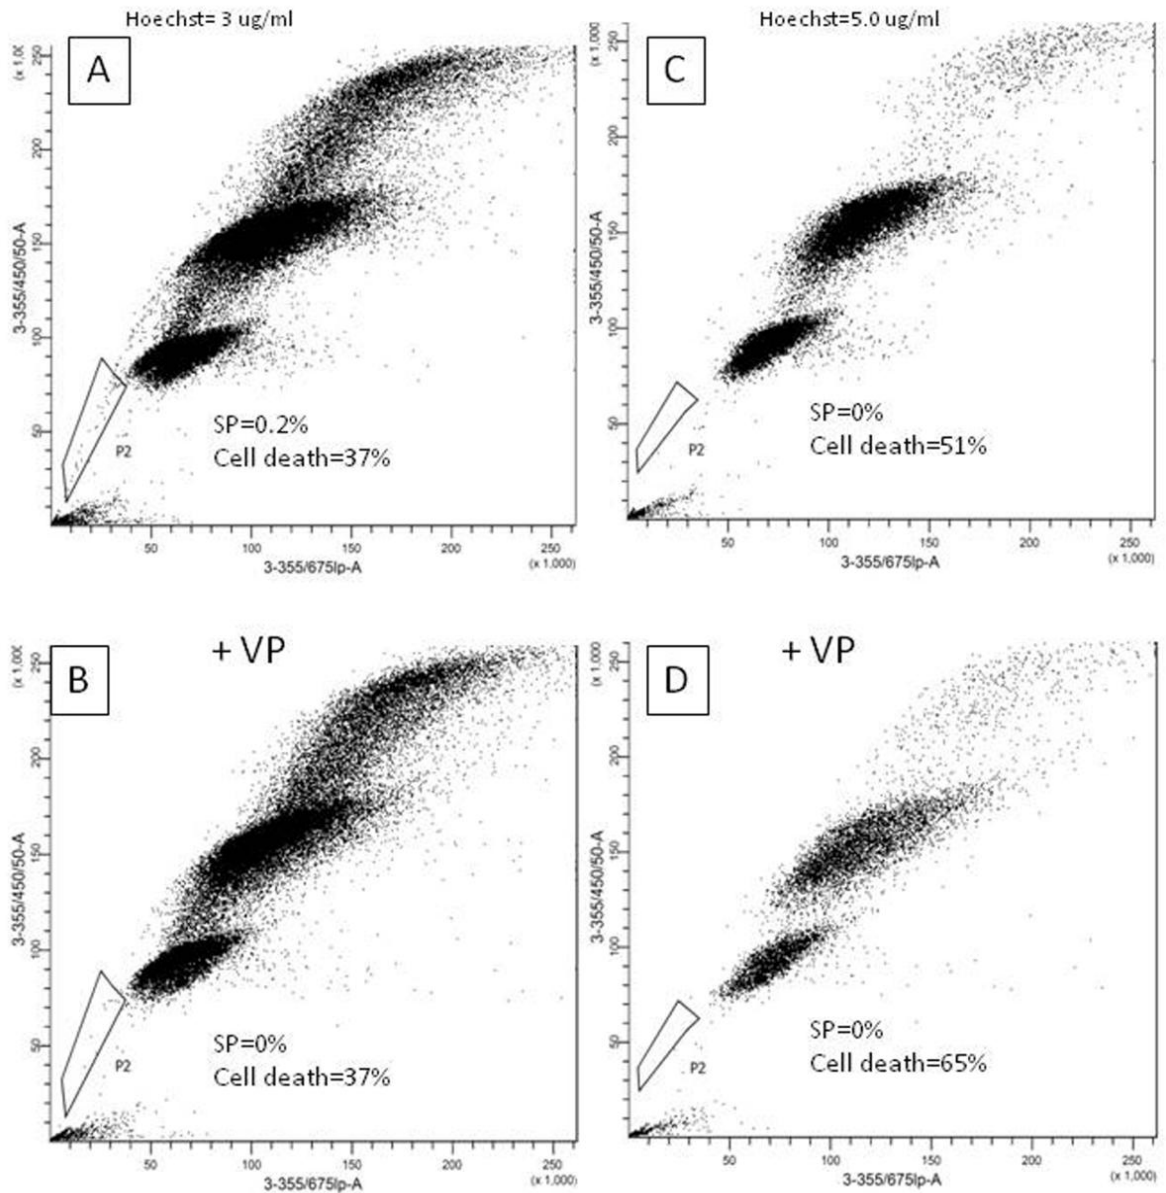 Hoechst= 3 ug/ml
Hoechst=5.0 ug/ml
A
(x 1.00
250
200
150
100
50
3-355/450/50-A
P2
SP=0.2%
Cell death=37%
50 100 150 200 250
3-355/675lp-A
(x 1,000)
C
(x 1.000
250
200
150
100
50
3-355/450/50-A
P2
SP=0%
Cell death=51%
50 100 150 200 250
3-355/675lp-A
(x 1,000)
+ VP
B
(x 1.000
250
200
150
100
50
3-355/450/50-A
P2
SP=0%
Cell death=37%
50 100 150 200 250
3-355/675lp-A
(x 1,000)
+ VP
D
(x 1.000
250
200
150
100
50
3-355/450/50-A
P2
SP=0%
Cell death=65%
50 100 150 200 250
3-355/675lp-A
(x 1,000)